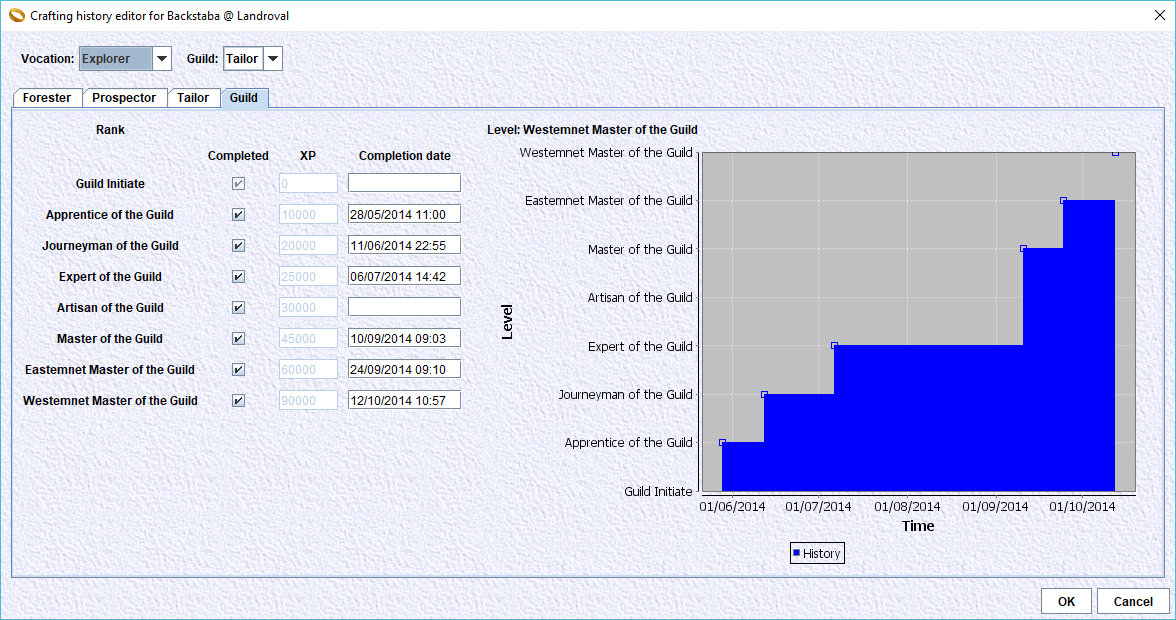 Crafting history editor for Backstaba @ Landroval
Vocation: Explorer Guild: Tailor
Forester Prospector Tailor Guild
Rank
Completed XP Completion date
Guild Initiate 0
Apprentice of the Guild 10000 28/05/2014 11:00
Journeyman of the Guild 20000 11/06/2014 22:55
Expert of the Guild 25000 06/07/2014 14:42
Artisan of the Guild 30000
Master of the Guild 45000 10/09/2014 09:03
Eastemnet Master of the Guild 60000 24/09/2014 09:10
Westemnet Master of the Guild 90000 12/10/2014 10:57
Level: Westemnet Master of the Guild
Westemnet Master of the Guild
Eastemnet Master of the Guild
Master of the Guild
Artisan of the Guild
Expert of the Guild
Journeyman of the Guild
Apprentice of the Guild
Guild Initiate
Level
01/06/2014 01/07/2014 01/08/2014 01/09/2014 01/10/2014
Time
History
OK Cancel